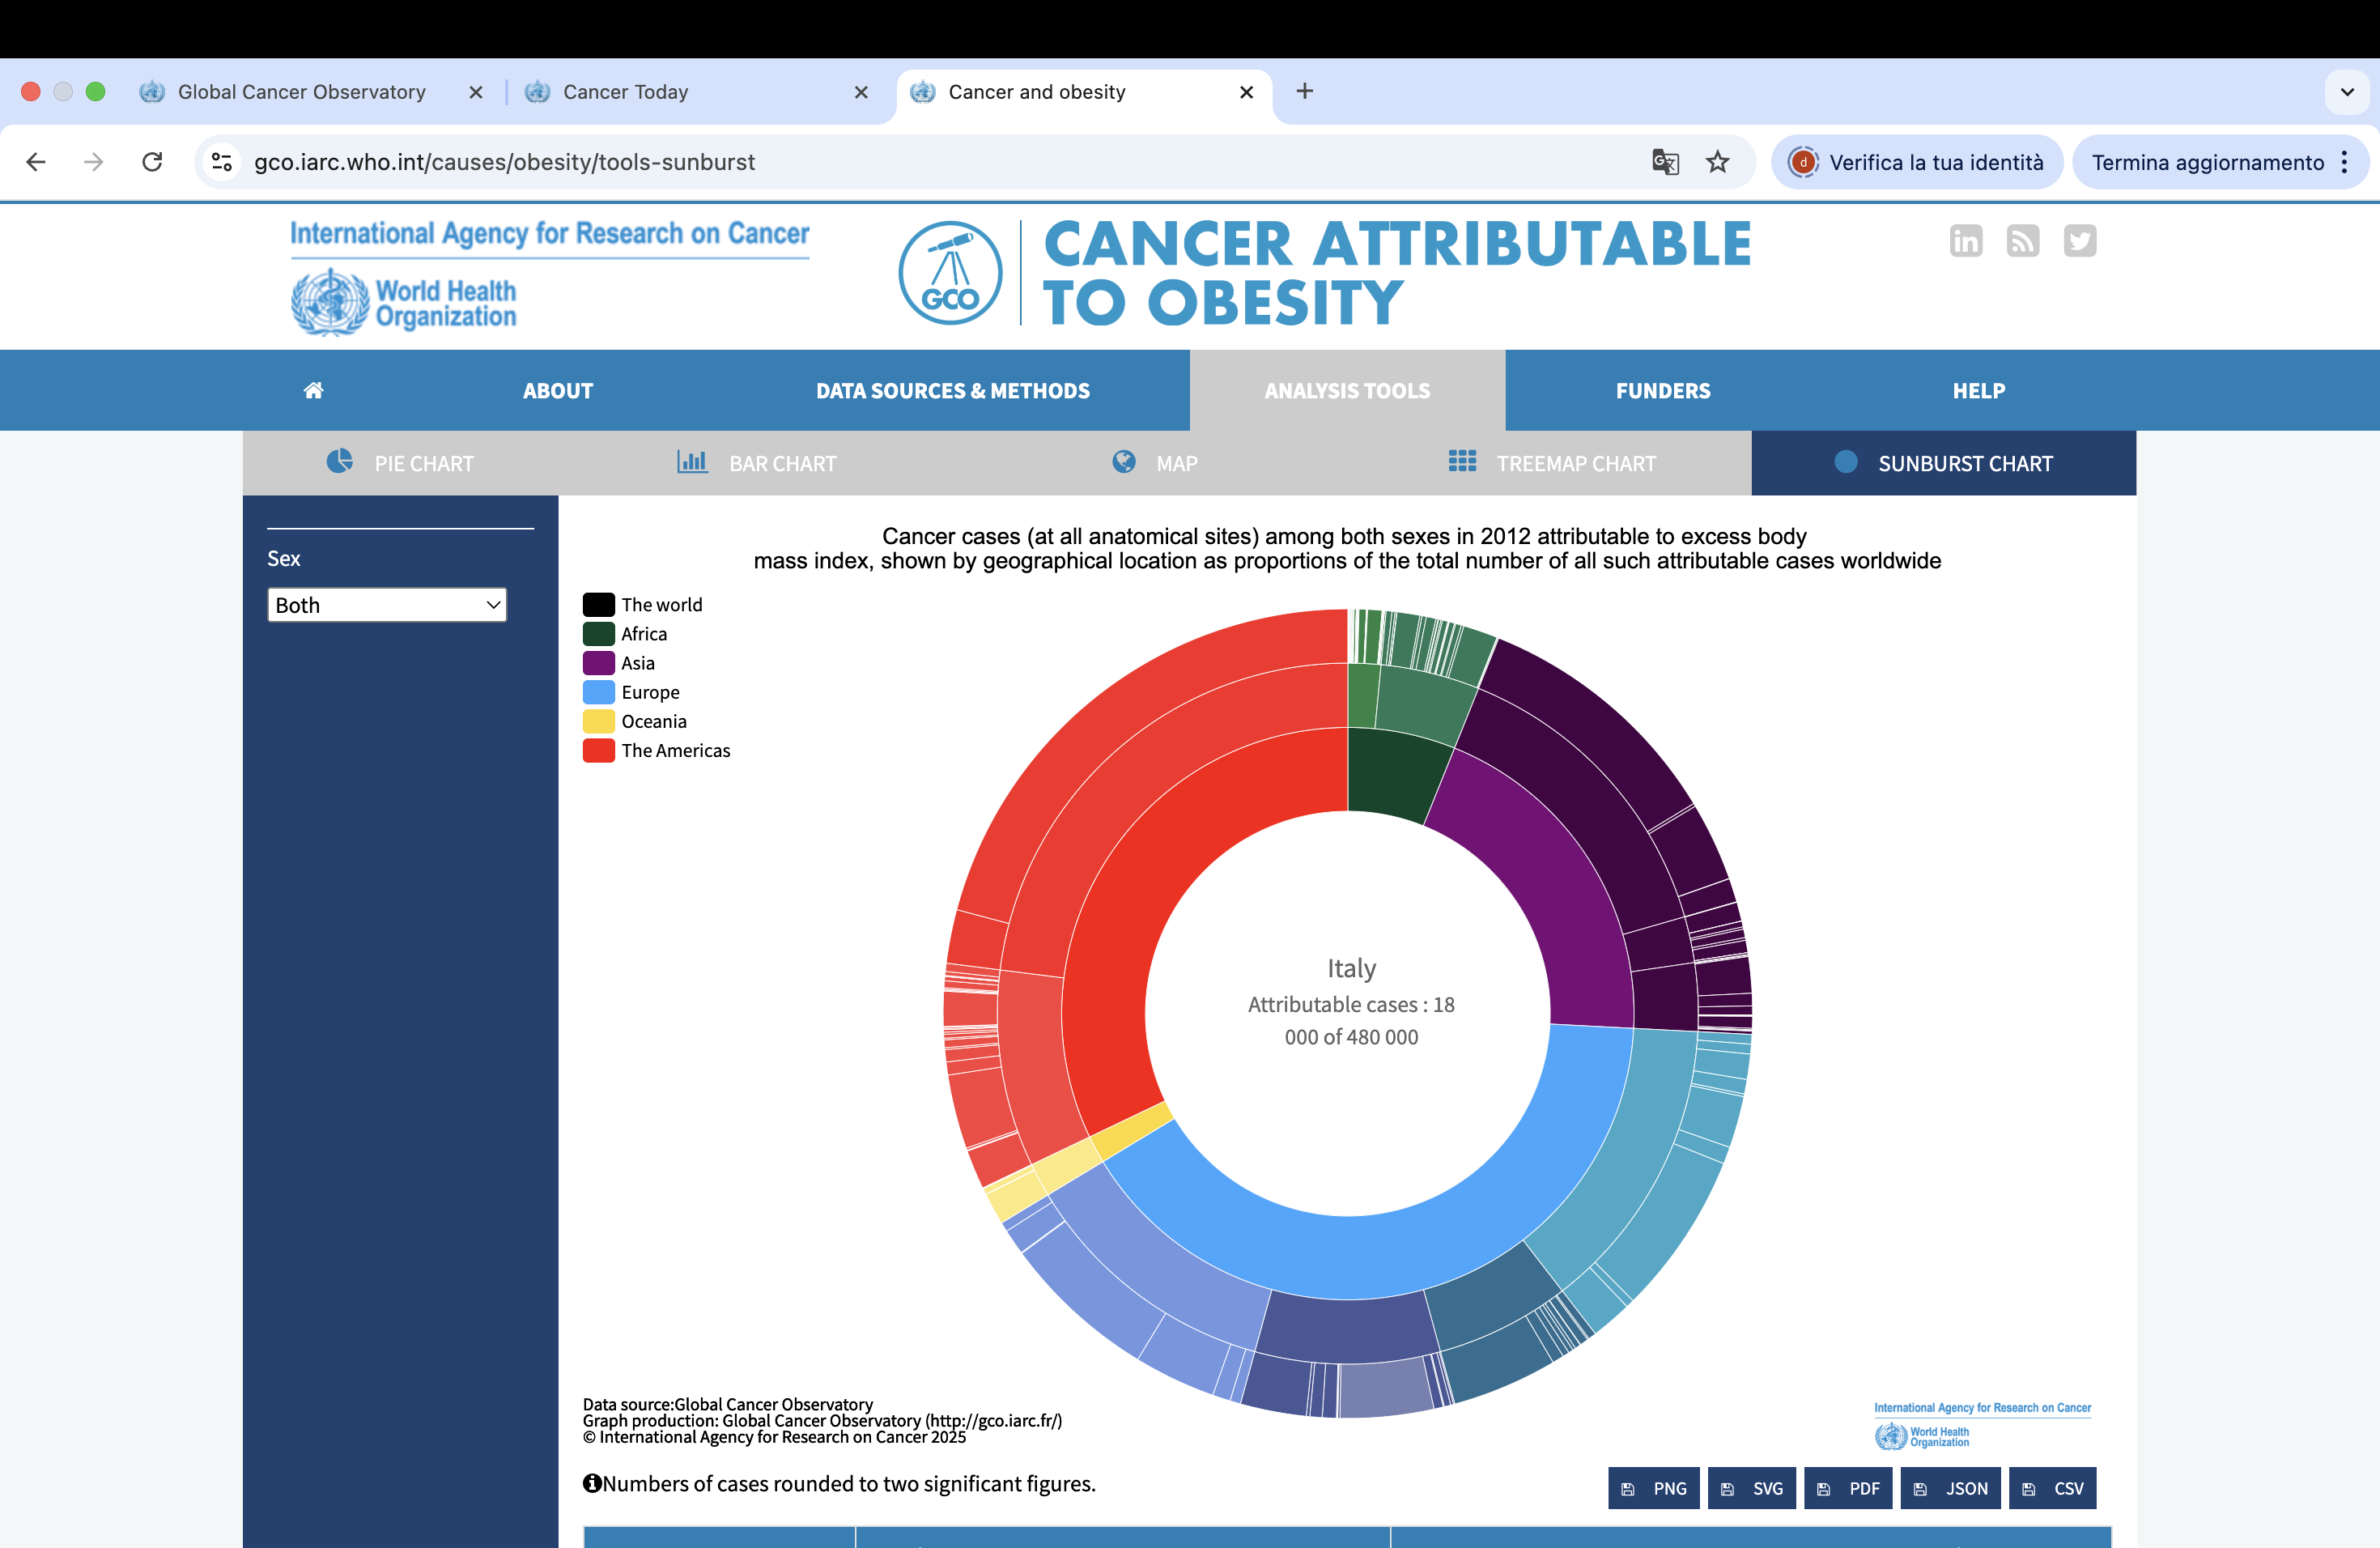 Global Cancer Observatory
Cancer Today
Cancer and obesity
gco.iarc.who.int/causes/obesity/tools-sunburst
d
Verifica la tua identità
Termina aggiornamento
International Agency for Research on Cancer
World Health
Organization
GCO
CANCER ATTRIBUTABLE
TO OBESITY
in
ABOUT
DATA SOURCES & METHODS
ANALYSIS TOOLS
FUNDERS
HELP
PIE CHART
BAR CHART
MAP
TREEMAP CHART
SUNBURST CHART
Sex
Both
Cancer cases (at all anatomical sites) among both sexes in 2012 attributable to excess body
mass index, shown by geographical location as proportions of the total number of all such attributable cases worldwide
The world
Africa
Asia
Europe
Oceania
The Americas
Italy
Attributable cases : 18
000 of 480 000
Data source:Global Cancer Observatory
Graph production: Global Cancer Observatory (http://gco.iarc.fr/)
© International Agency for Research on Cancer 2025
International Agency for Research on Cancer
World Health
Organization
Numbers of cases rounded to two significant figures.
PNG
SVG
PDF
JSON
CSV